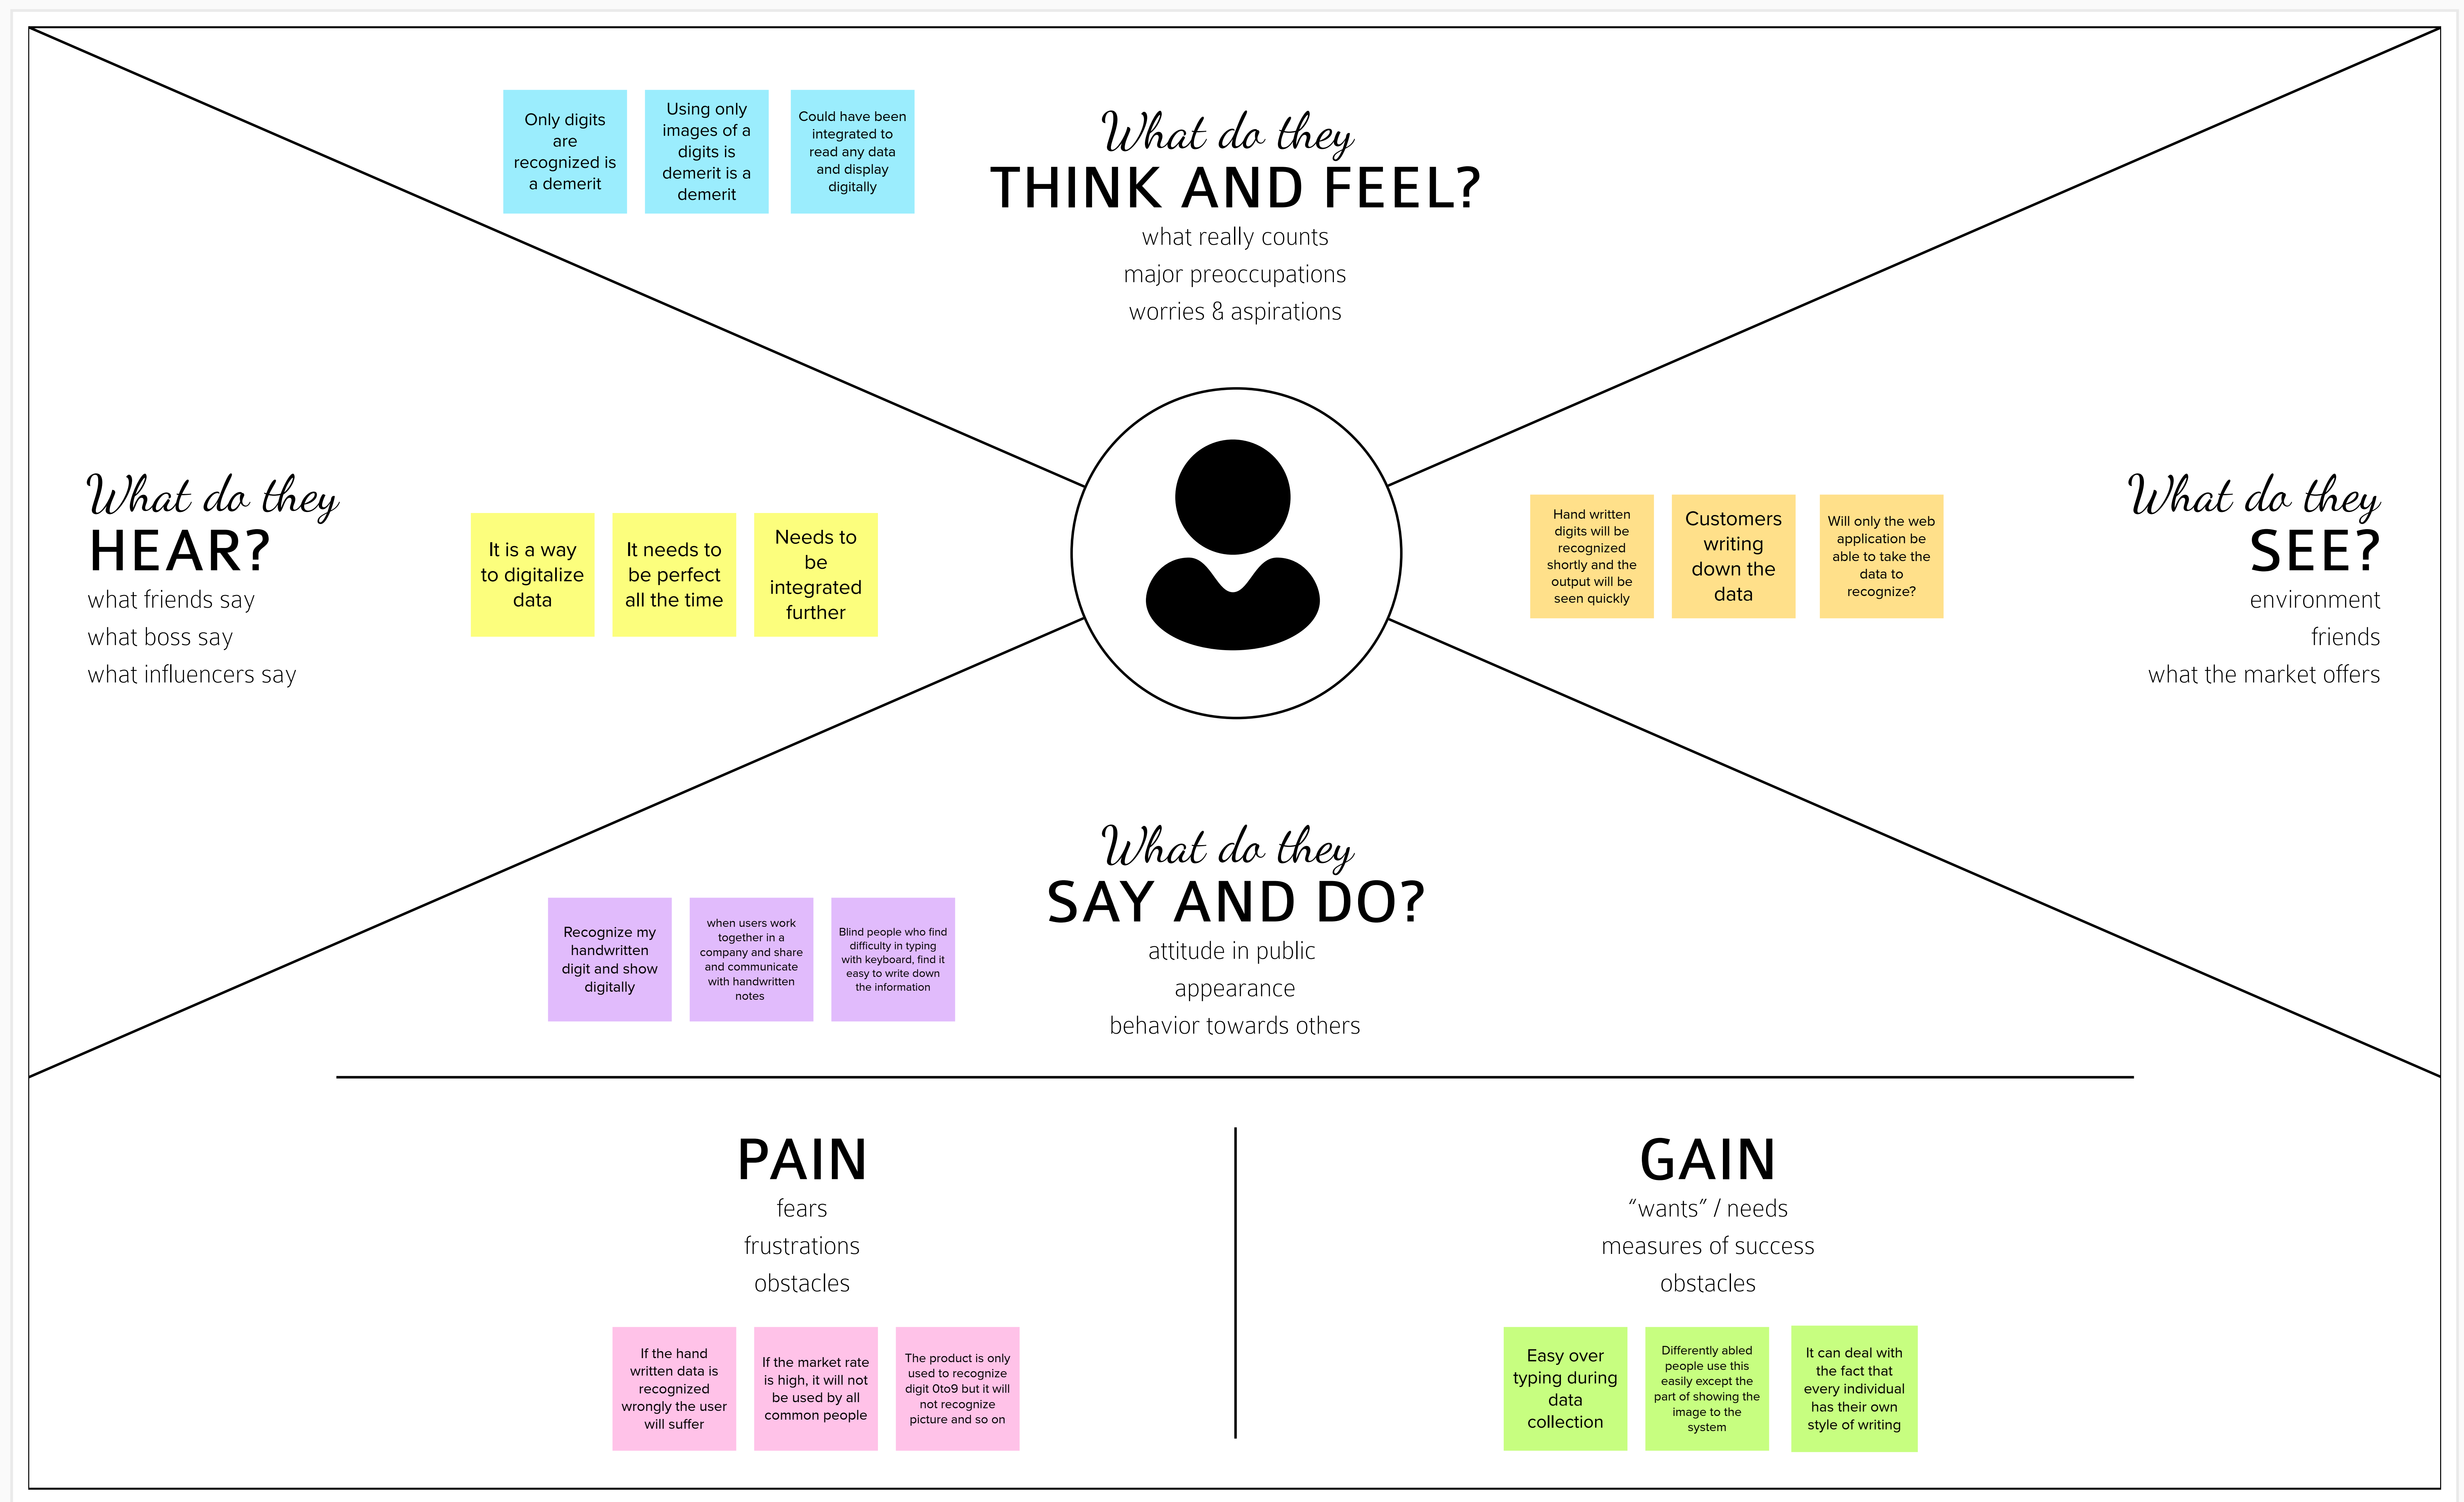 Only digits
are
recognized is
a demerit
Using only
images of a
digits is
demerit is a
demerit
Could have been
integrated to
read any data
and display
digitally
What do they
THINK AND FEEL?
what really counts
major preoccupations
worries & aspirations
What do they
HEAR?
what friends say
what boss say
what influencers say
It is a way
to digitalize
data
It needs to
be perfect
all the time
Needs to
be
integrated
further
Hand written
digits will be
recognized
shortly and the
output will be
seen quickly
Customers
writing
down the
data
Will only the web
application be
able to take the
data to
recognize?
What do they
SEE?
environment
friends
what the market offers
What do they
SAY AND DO?
attitude in public
appearance
behavior towards others
Recognize my
handwritten
digit and show
digitally
when users work
together in a
company and share
and communicate
with handwritten
notes
Blind people who find
difficulty in typing
with keyboard, find it
easy to write down
the information
PAIN
fears
frustrations
obstacles
If the hand
written data is
recognized
wrongly the user
will suffer
If the market rate
is high, it will not
be used by all
common people
The product is only
used to recognize
digit 0to9 but it will
not recognize
picture and so on
GAIN
“wants” / needs
measures of success
obstacles
Easy over
typing during
data
collection
Differently abled
people use this
easily except the
part of showing the
image to the
system
It can deal with
the fact that
every individual
has their own
style of writing